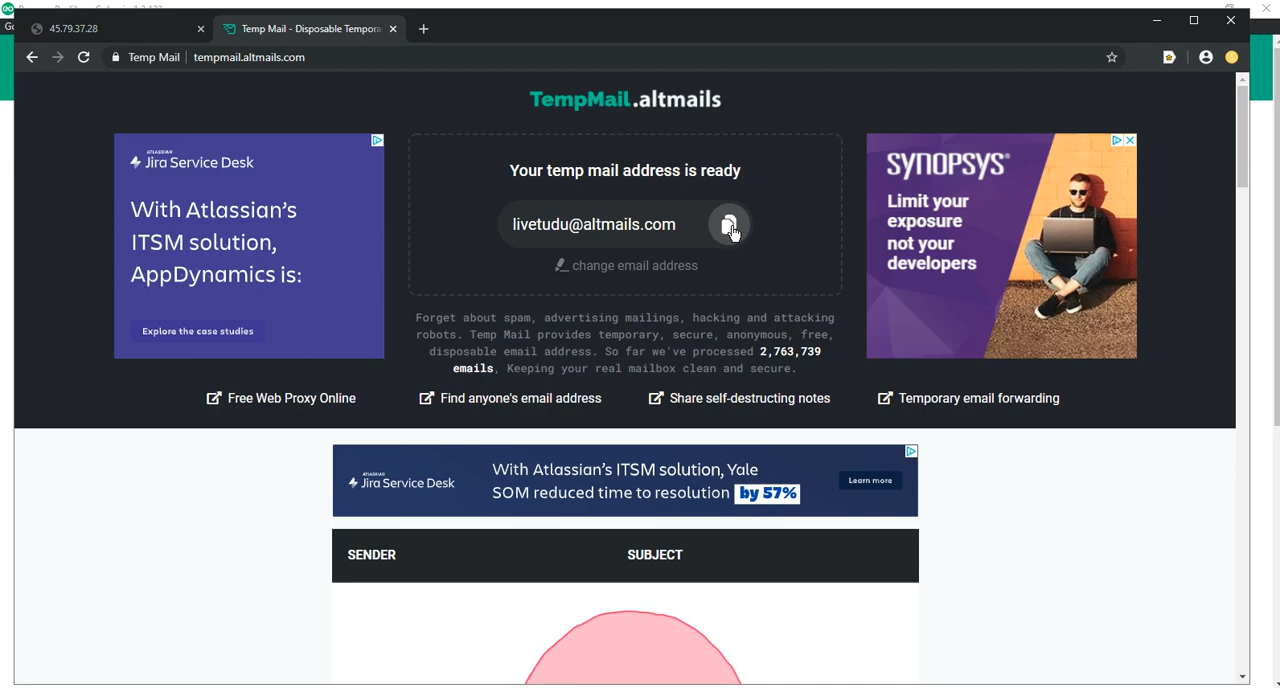 45.79.37.28
Temp Mail - Disposable Tempora
Temp Mail
tempmail.altmails.com
TempMail.altmails
ATLASSIAN
Jira Service Desk
With Atlassian's
ITSM solution,
AppDynamics is:
Explore the case studies
Your temp mail address is ready
livetudu@altmails.com
change email address
Forget about spam, advertising mailings, hacking and attacking
robots. Temp Mail provides temporary, secure, anonymous, free,
disposable email address. So far we've processed 2,763,739
emails, Keeping your real mailbox clean and secure.
SYNOPSYS®
Limit your
exposure
not your
developers
Free Web Proxy Online
Find anyone's email address
Share self-destructing notes
Temporary email forwarding
ATLASSIAN
Jira Service Desk
With Atlassian's ITSM solution, Yale
SOM reduced time to resolution by 57%
Learn more
SENDER
SUBJECT